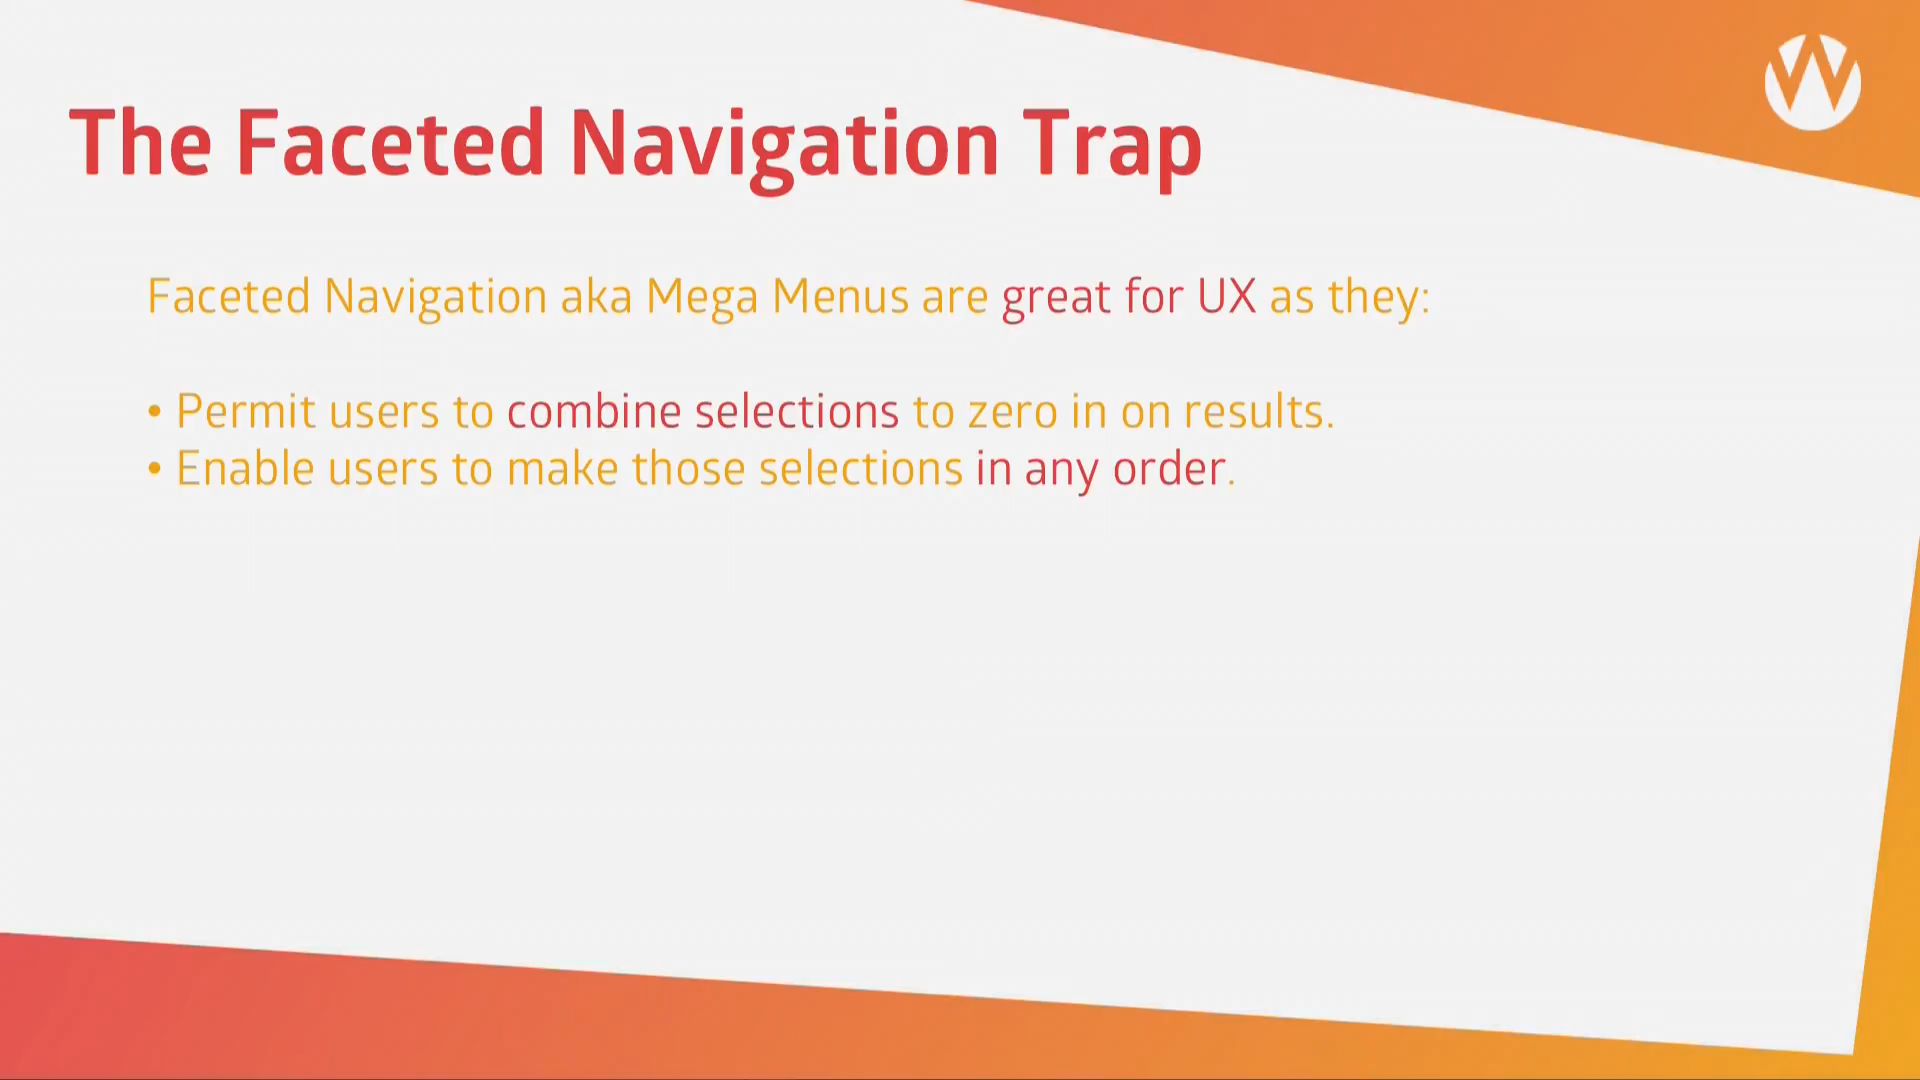 The Faceted Navigation Trap
Faceted Navigation aka Mega Menus are great for UX as they:
• Permit users to combine selections to zero in on results.
• Enable users to make those selections in any order.